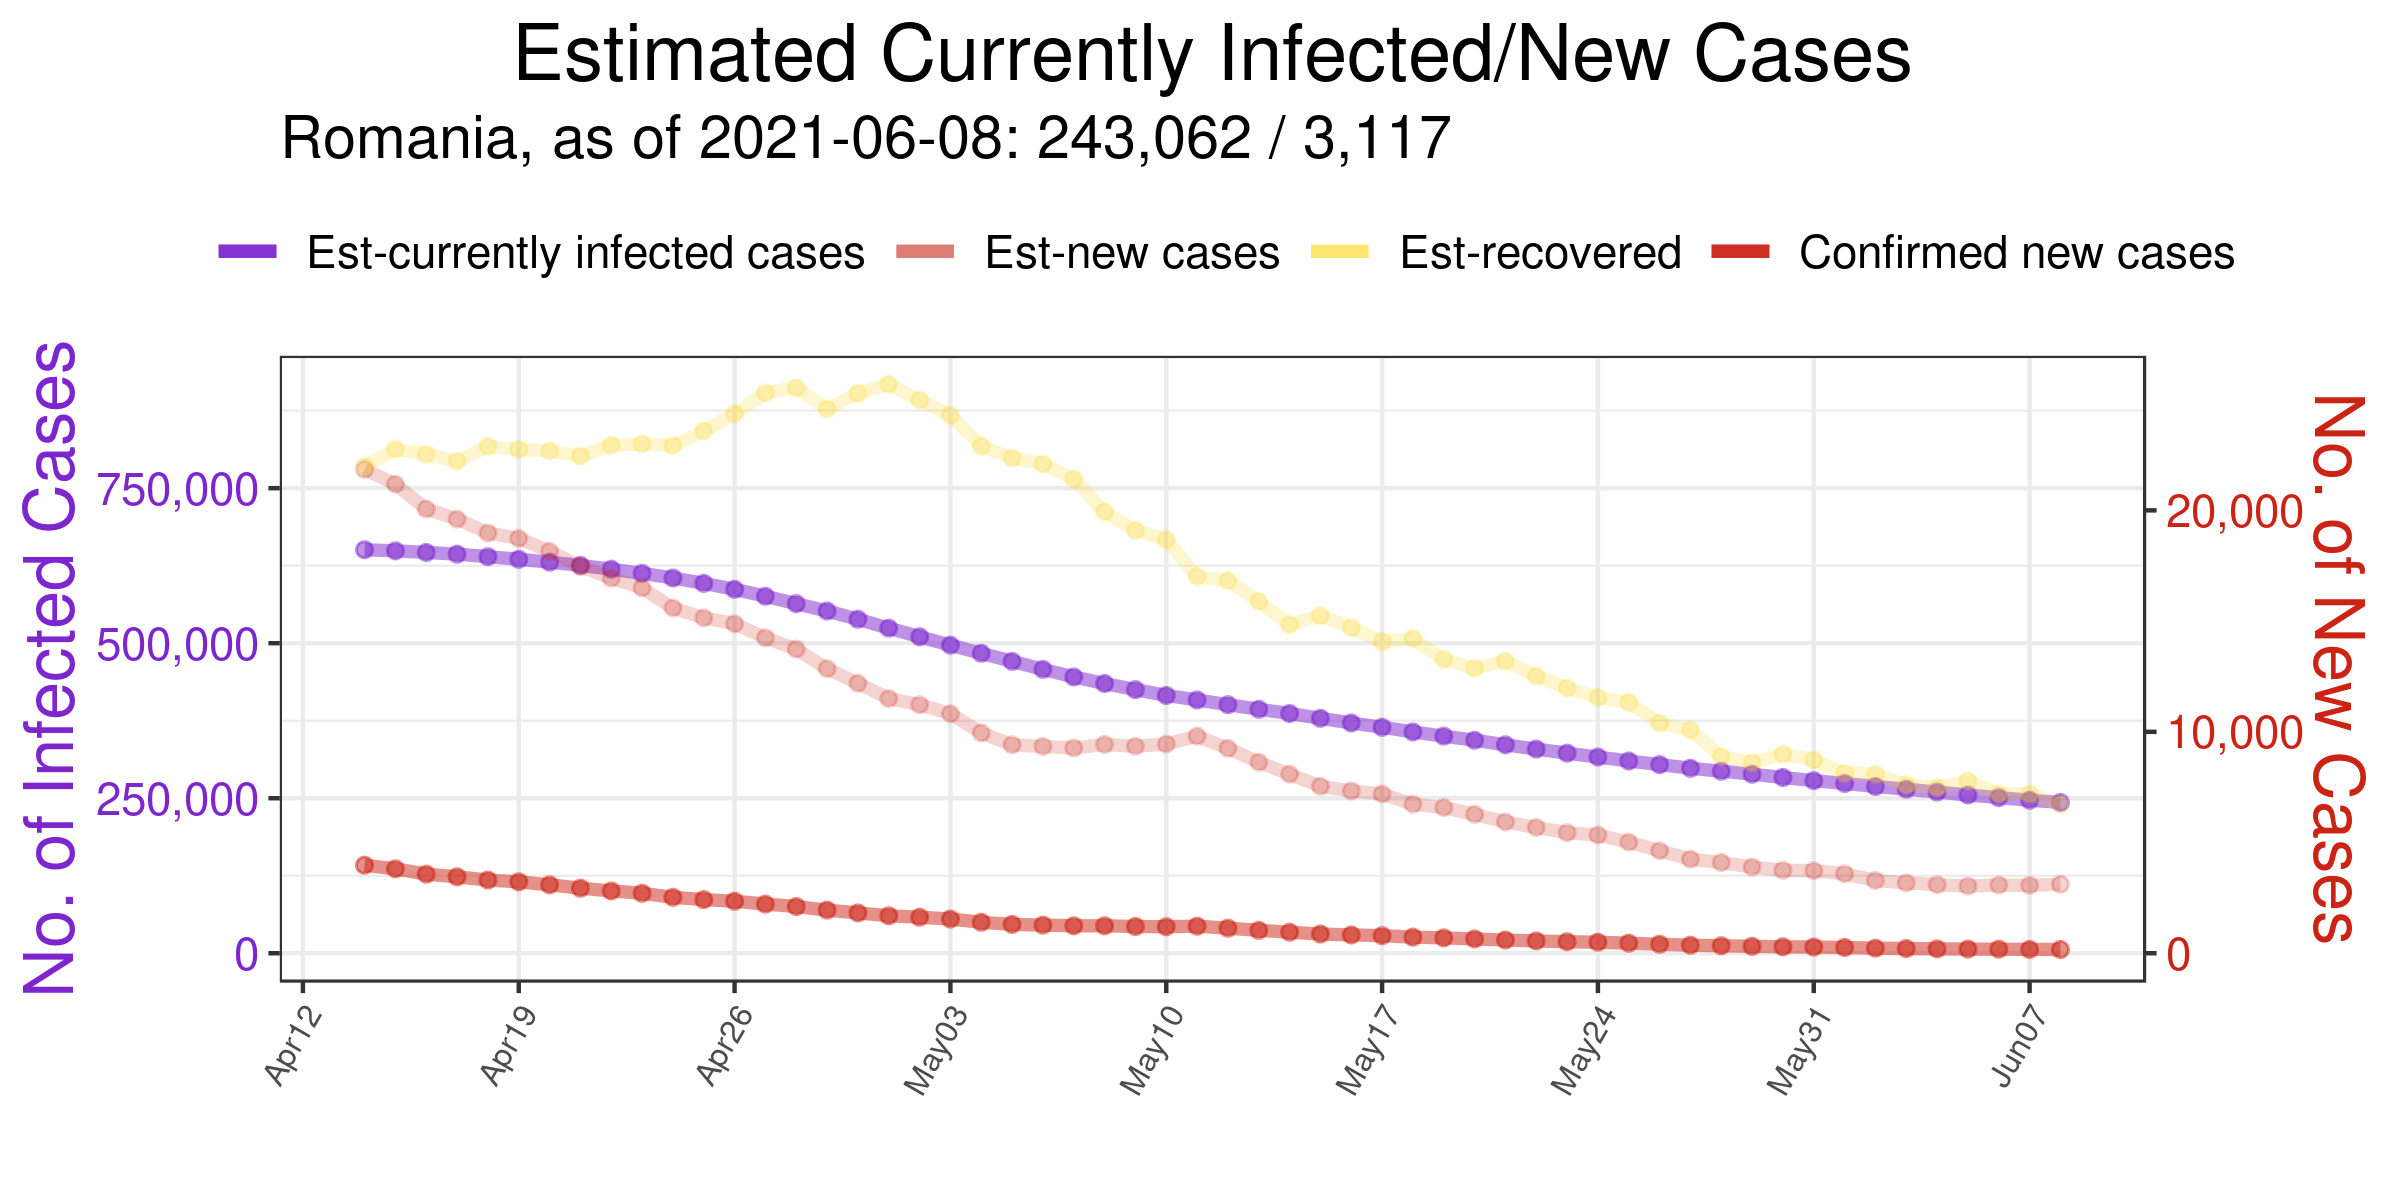 Estimated Currently Infected/New Cases
Romania, as of 2021-06-08: 243,062 / 3,117
Est-currently infected cases Est-new cases Est-recovered Confirmed new cases
No. of Infected Cases
750,000
500,000
250,000
0
20,000
10,000
0
No. of New Cases
Apr12 Apr19 Apr26 May03 May10 May17 May24 May31 Jun07